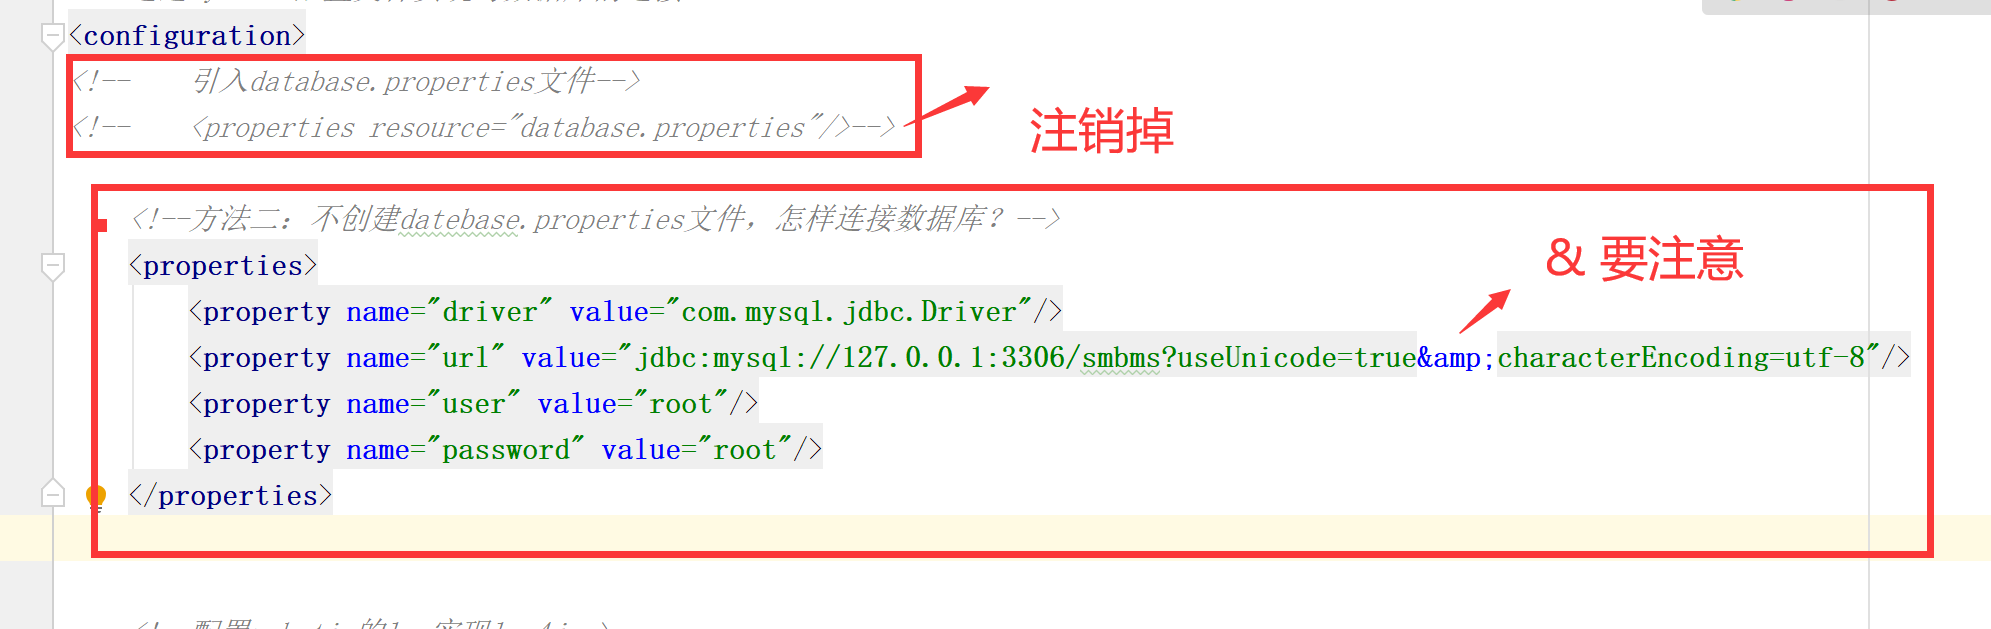 <configuration>
<!--    引入database.properties文件-->
<!--    <properties resource="database.properties"/>-->
注销掉
<!--方法二：不创建datebase.properties文件，怎样连接数据库？-->
& 要注意
<properties>
<property name="driver" value="com.mysql.jdbc.Driver"/>
<property name="url" value="jdbc:mysql://127.0.0.1:3306/smbms?useUnicode=true&amp;characterEncoding=utf-8"/>
<property name="user" value="root"/>
<property name="password" value="root"/>
</properties>